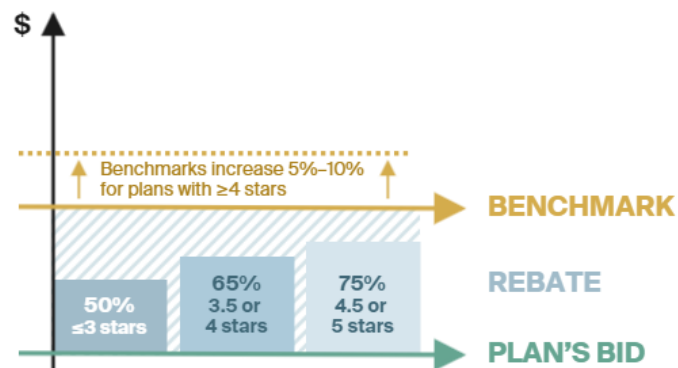 $
Benchmarks increase 5%–10%
for plans with ≥4 stars
BENCHMARK
50%
≤3 stars
65%
3.5 or
4 stars
75%
4.5 or
5 stars
REBATE
PLAN'S BID